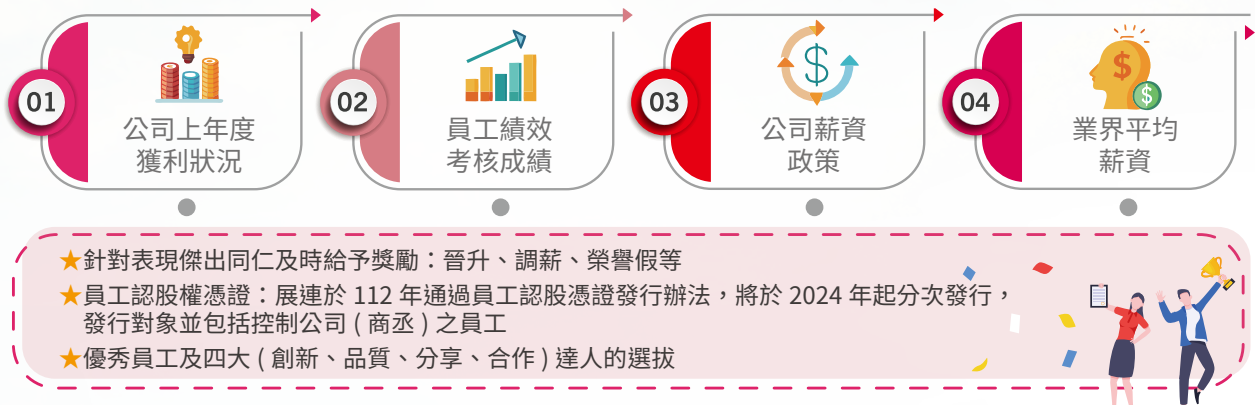 01
公司上年度
獲利狀況
02
員工績效
考核成績
03
$
公司薪資
政策
04
$
$
業界平均
薪資
★針對表現傑出同仁及時給予獎勵：晉升、調薪、榮譽假等
★員工認股權憑證：展連於 112 年通過員工認股憑證發行辦法，將於 2024 年起分次發行，
發行對象並包括控制公司 ( 商丞 ) 之員工
★優秀員工及四大 ( 創新、品質、分享、合作 ) 達人的選拔